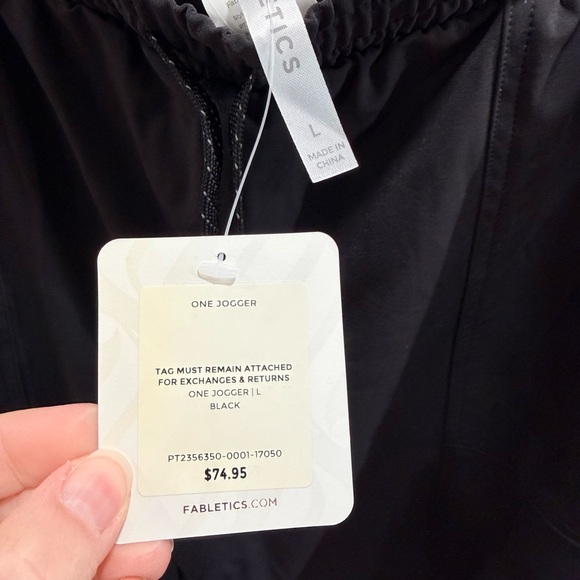 ETICS
L
MADE IN
CHINA
ONE JOGGER
TAG MUST REMAIN ATTACHED
FOR EXCHANGES & RETURNS
ONE JOGGER | L
BLACK
PT2356350-0001-17050
$74.95
FABLETICS.COM